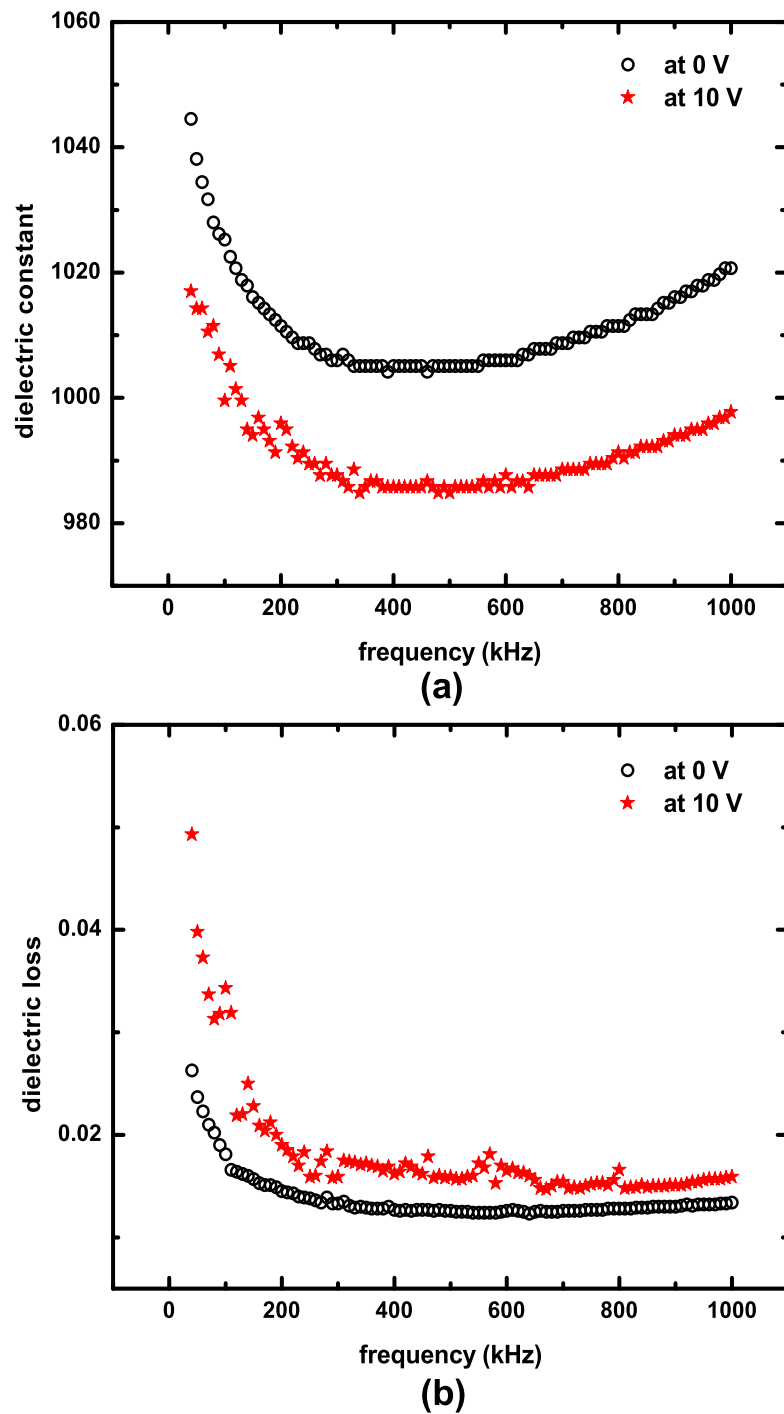 1060
1040
1020
1000
980
dielectric constant
at 0 V
at 10 V
0 200 400 600 800 1000
frequency (kHz)
(a)
0.06
0.04
0.02
dielectric loss
at 0 V
at 10 V
0 200 400 600 800 1000
frequency (kHz)
(b)